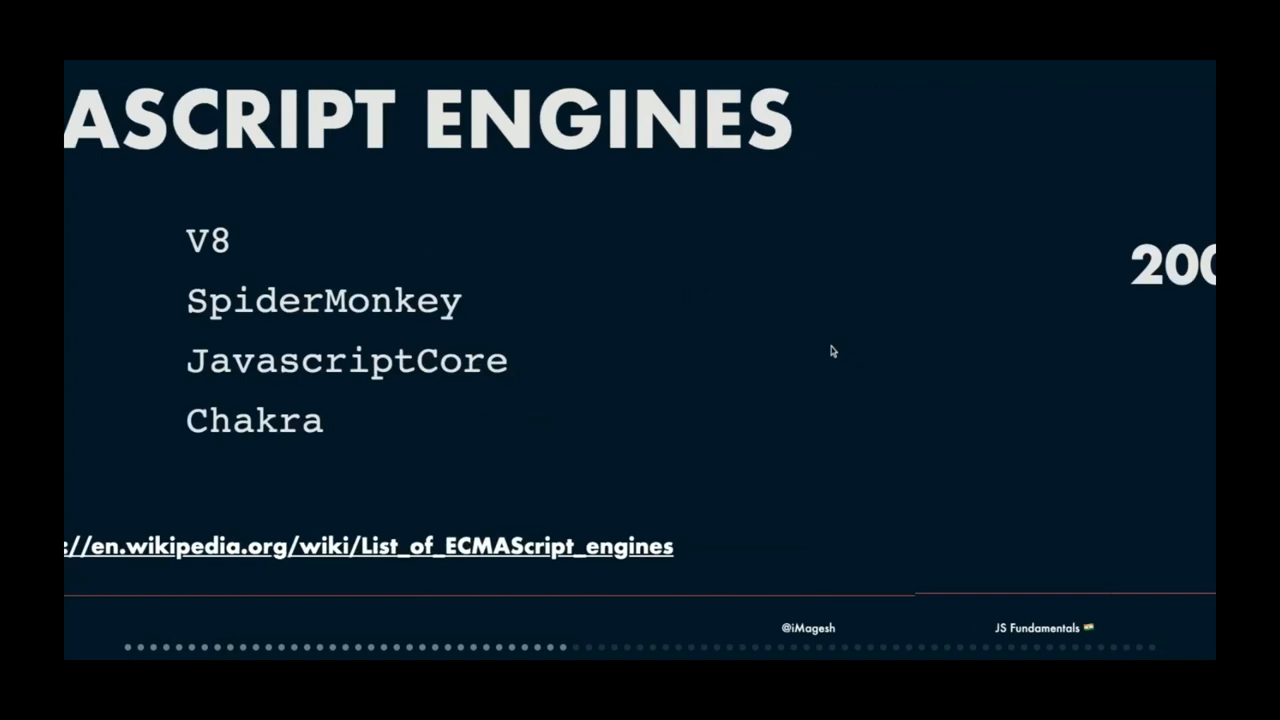 ASCRIPT ENGINES
V8
200
SpiderMonkey
JavascriptCore
Chakra
://en.wikipedia.org/wiki/List_of_ECMAScript_engines
@iMagesh
JS Fundamentals